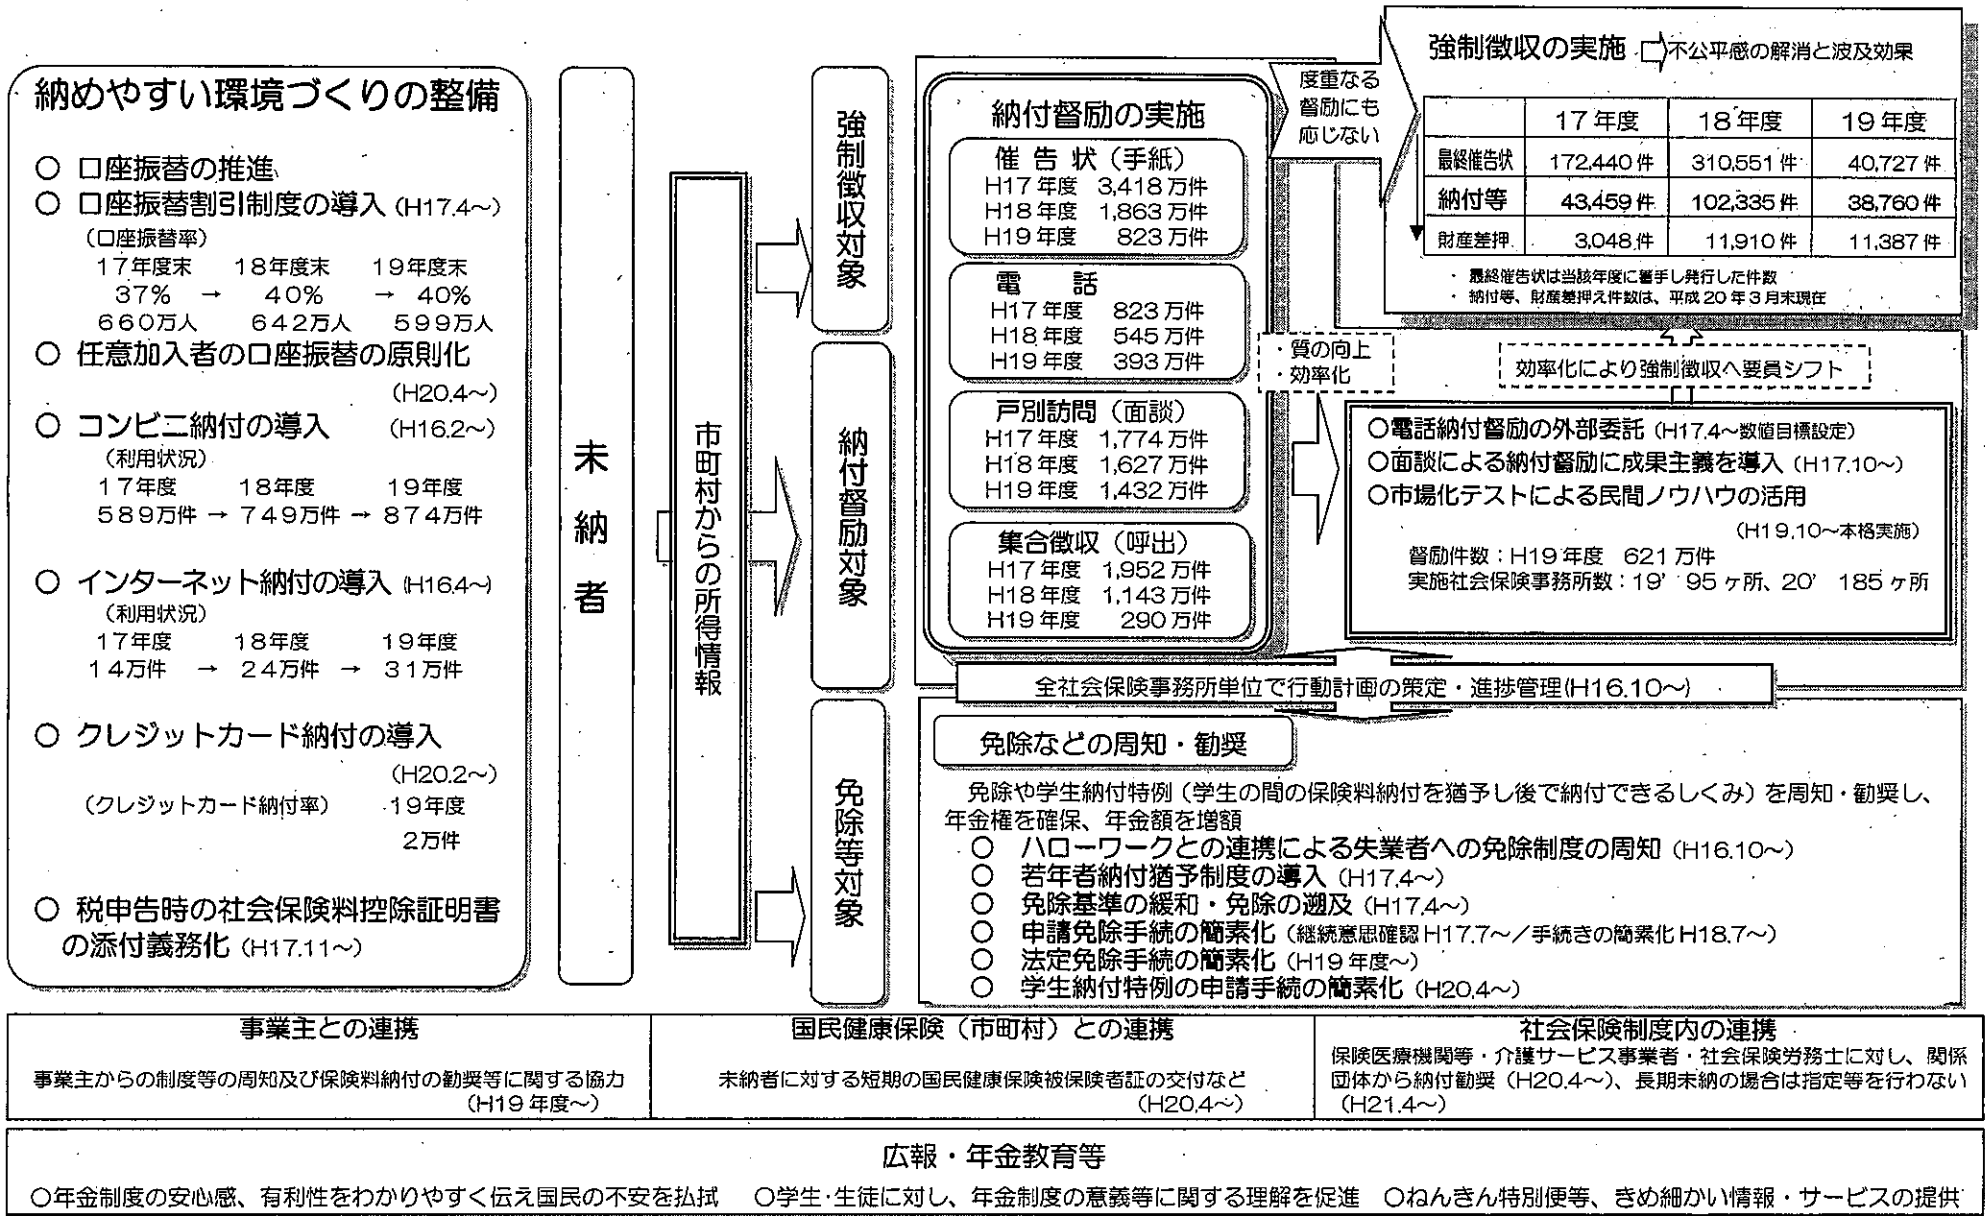 納めやすい環境づくりの整備
○ 口座振替の推進
○ 口座振替割引制度の導入 (H17.4~)
(口座振替率)
17年度末 18年度末 19年度末
37% → 40% → 40%
660万人 642万人 599万人
○ 任意加入者の口座振替の原則化
(H20.4~)
○ コンビニ納付の導入 (H16.2~)
(利用状況)
17年度 18年度 19年度
589万件 → 749万件 → 874万件
○ インターネット納付の導入 (H16.4~)
(利用状況)
17年度 18年度 19年度
14万件 → 24万件 → 31万件
○ クレジットカード納付の導入
(H20.2~)
(クレジットカード納付率) 19年度
2万件
○ 税申告時の社会保険料控除証明書
の添付義務化 (H17.11~)
未納者
市町村からの所得情報
強制徴収対象
納付督励対象
免除等対象
納付督励の実施
催告状(手紙)
H17年度 3,418万件
H18年度 1,863万件
H19年度 823万件
電話
H17年度 823万件
H18年度 545万件
H19年度 393万件
戸別訪問(面談)
H17年度 1,774万件
H18年度 1,627万件
H19年度 1,432万件
集合徴収(呼出)
H17年度 1,952万件
H18年度 1,143万件
H19年度 290万件
度重なる
督励にも
応じない
強制徴収の実施 ⇨不公平感の解消と波及効果
17年度 18年度 19年度
最終催告状 172,440件 310,551件 40,727件
納付等 43,459件 102,335件 38,760件
財産差押 3,048件 11,910件 11,387件
・ 最終催告状は当該年度に着手し発行した件数
・ 納付等、財産差押え件数は、平成20年3月末現在
・質の向上
・効率化
効率化により強制徴収へ要員シフト
○電話納付督励の外部委託 (H17.4~数値目標設定)
○面談による納付督励に成果主義を導入 (H17.10~)
○市場化テストによる民間ノウハウの活用
(H19.10~本格実施)
督励件数：H19年度 621万件
実施社会保険事務所数：19' 95ヶ所、20' 185ヶ所
全社会保険事務所単位で行動計画の策定・進捗管理(H16.10~)
免除などの周知・勧奨
免除や学生納付特例(学生の間の保険料納付を猶予し後で納付できるしくみ)を周知・勧奨し、
年金権を確保、年金額を増額
○ ハローワークとの連携による失業者への免除制度の周知 (H16.10~)
○ 若年者納付猶予制度の導入 (H17.4~)
○ 免除基準の緩和・免除の遡及 (H17.4~)
○ 申請免除手続の簡素化 (継続意思確認H17.7~/手続きの簡素化H18.7~)
○ 法定免除手続の簡素化 (H19年度~)
○ 学生納付特例の申請手続の簡素化 (H20.4~)
事業主との連携
事業主からの制度等の周知及び保険料納付の勧奨等に関する協力
(H19年度~)
国民健康保険(市町村)との連携
未納者に対する短期の国民健康保険被保険者証の交付など
(H20.4~)
社会保険制度内の連携
保険医療機関等・介護サービス事業者・社会保険労務士に対し、関係
団体から納付勧奨(H20.4~)、長期未納の場合は指定等を行わない
(H21.4~)
広報・年金教育等
○年金制度の安心感、有利性をわかりやすく伝え国民の不安を払拭 ○学生・生徒に対し、年金制度の意義等に関する理解を促進 ○ねんきん特別便等、きめ細かい情報・サービスの提供